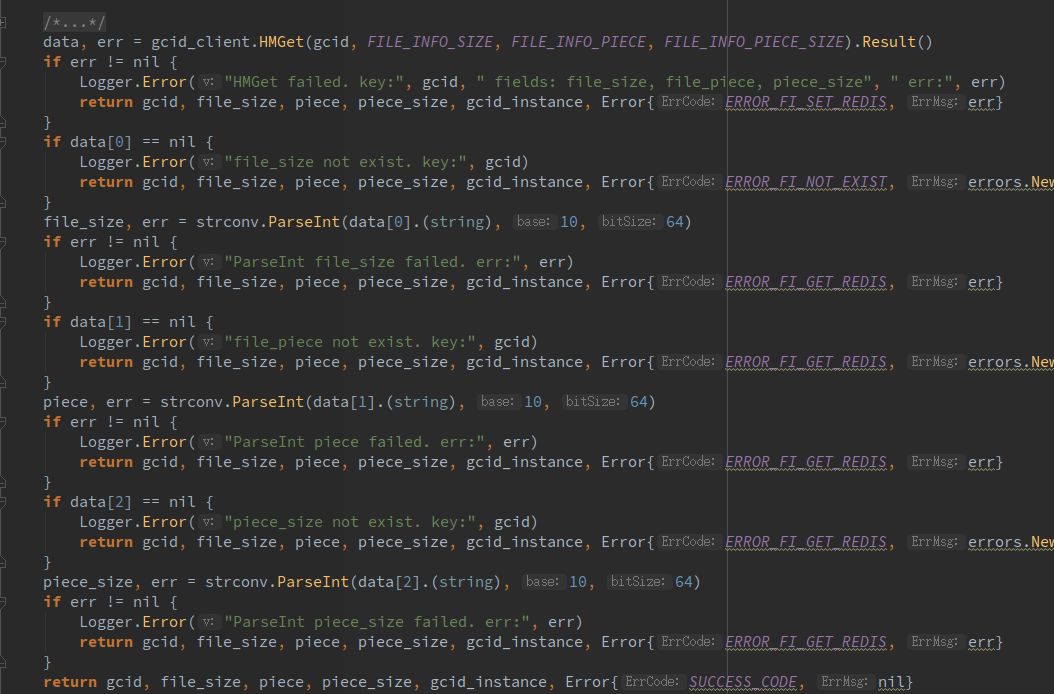 /*...*/
data, err = gcid_client.HMGet(gcid, FILE_INFO_SIZE, FILE_INFO_PIECE, FILE_INFO_PIECE_SIZE).Result()
if err != nil {
Logger.Error( v: "HMGet failed. key:", gcid, " fields: file_size, file_piece, piece_size", " err:", err)
return gcid, file_size, piece, piece_size, gcid_instance, Error{ ErrCode: ERROR_FI_SET_REDIS, ErrMsg: err}
}
if data[0] == nil {
Logger.Error( v: "file_size not exist. key:", gcid)
return gcid, file_size, piece, piece_size, gcid_instance, Error{ ErrCode: ERROR_FI_NOT_EXIST, ErrMsg: errors.New
}
file_size, err = strconv.ParseInt(data[0].(string), base: 10, bitSize: 64)
if err != nil {
Logger.Error( v: "ParseInt file_size failed. err:", err)
return gcid, file_size, piece, piece_size, gcid_instance, Error{ ErrCode: ERROR_FI_GET_REDIS, ErrMsg: err}
}
if data[1] == nil {
Logger.Error( v: "file_piece not exist. key:", gcid)
return gcid, file_size, piece, piece_size, gcid_instance, Error{ ErrCode: ERROR_FI_GET_REDIS, ErrMsg: errors.New
}
piece, err = strconv.ParseInt(data[1].(string), base: 10, bitSize: 64)
if err != nil {
Logger.Error( v: "ParseInt piece failed. err:", err)
return gcid, file_size, piece, piece_size, gcid_instance, Error{ ErrCode: ERROR_FI_GET_REDIS, ErrMsg: err}
}
if data[2] == nil {
Logger.Error( v: "piece_size not exist. key:", gcid)
return gcid, file_size, piece, piece_size, gcid_instance, Error{ ErrCode: ERROR_FI_GET_REDIS, ErrMsg: errors.New
}
piece_size, err = strconv.ParseInt(data[2].(string), base: 10, bitSize: 64)
if err != nil {
Logger.Error( v: "ParseInt piece_size failed. err:", err)
return gcid, file_size, piece, piece_size, gcid_instance, Error{ ErrCode: ERROR_FI_GET_REDIS, ErrMsg: err}
}
return gcid, file_size, piece, piece_size, gcid_instance, Error{ ErrCode: SUCCESS_CODE, ErrMsg: nil}